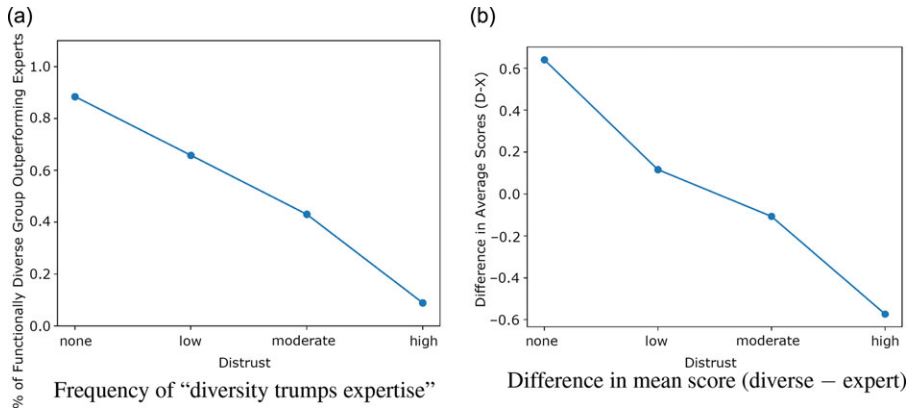 (a)
% of Functionally Diverse Group Outperforming Experts
1.0
0.8
0.6
0.4
0.2
0.0
none low moderate high
Distrust
Frequency of “diversity trumps expertise”
(b)
Difference in Average Scores (D-X)
0.6
0.4
0.2
0.0
−0.2
−0.4
−0.6
none low moderate high
Distrust
Difference in mean score (diverse − expert)